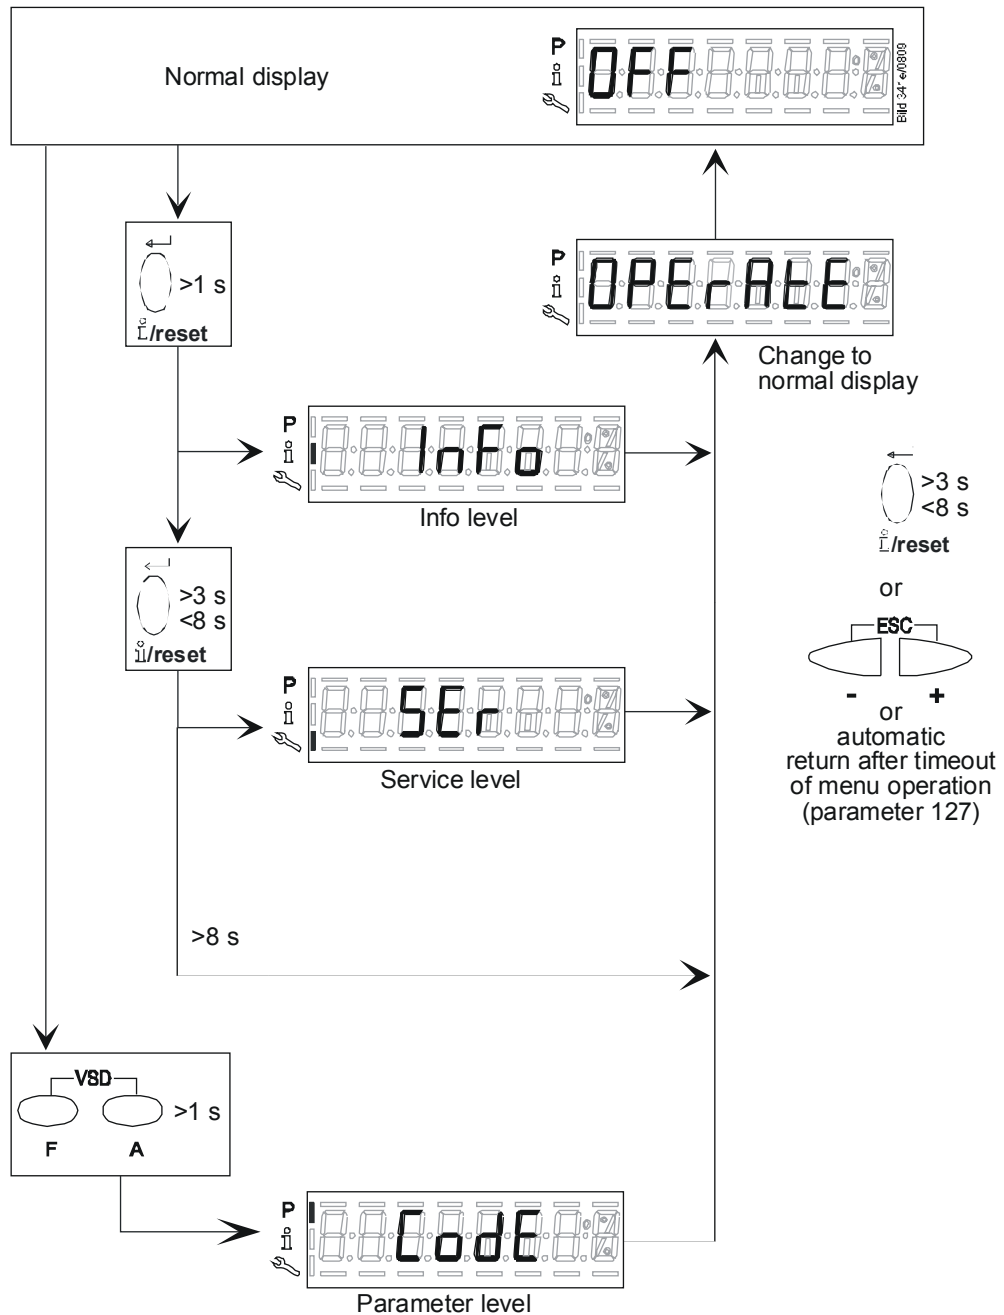 Normal display
P
i
OFF
Bild 34* e/0809
>1 s
i/reset
P
i
OPErAtE
Change to
normal display
P
i
InFo
Info level
>3 s
<8 s
i/reset
>3 s
<8 s
i/reset
or
ESC
- +
or
automatic
return after timeout
of menu operation
(parameter 127)
P
i
SEr
Service level
>8 s
VSD
>1 s
F A
P
i
CodE
Parameter level